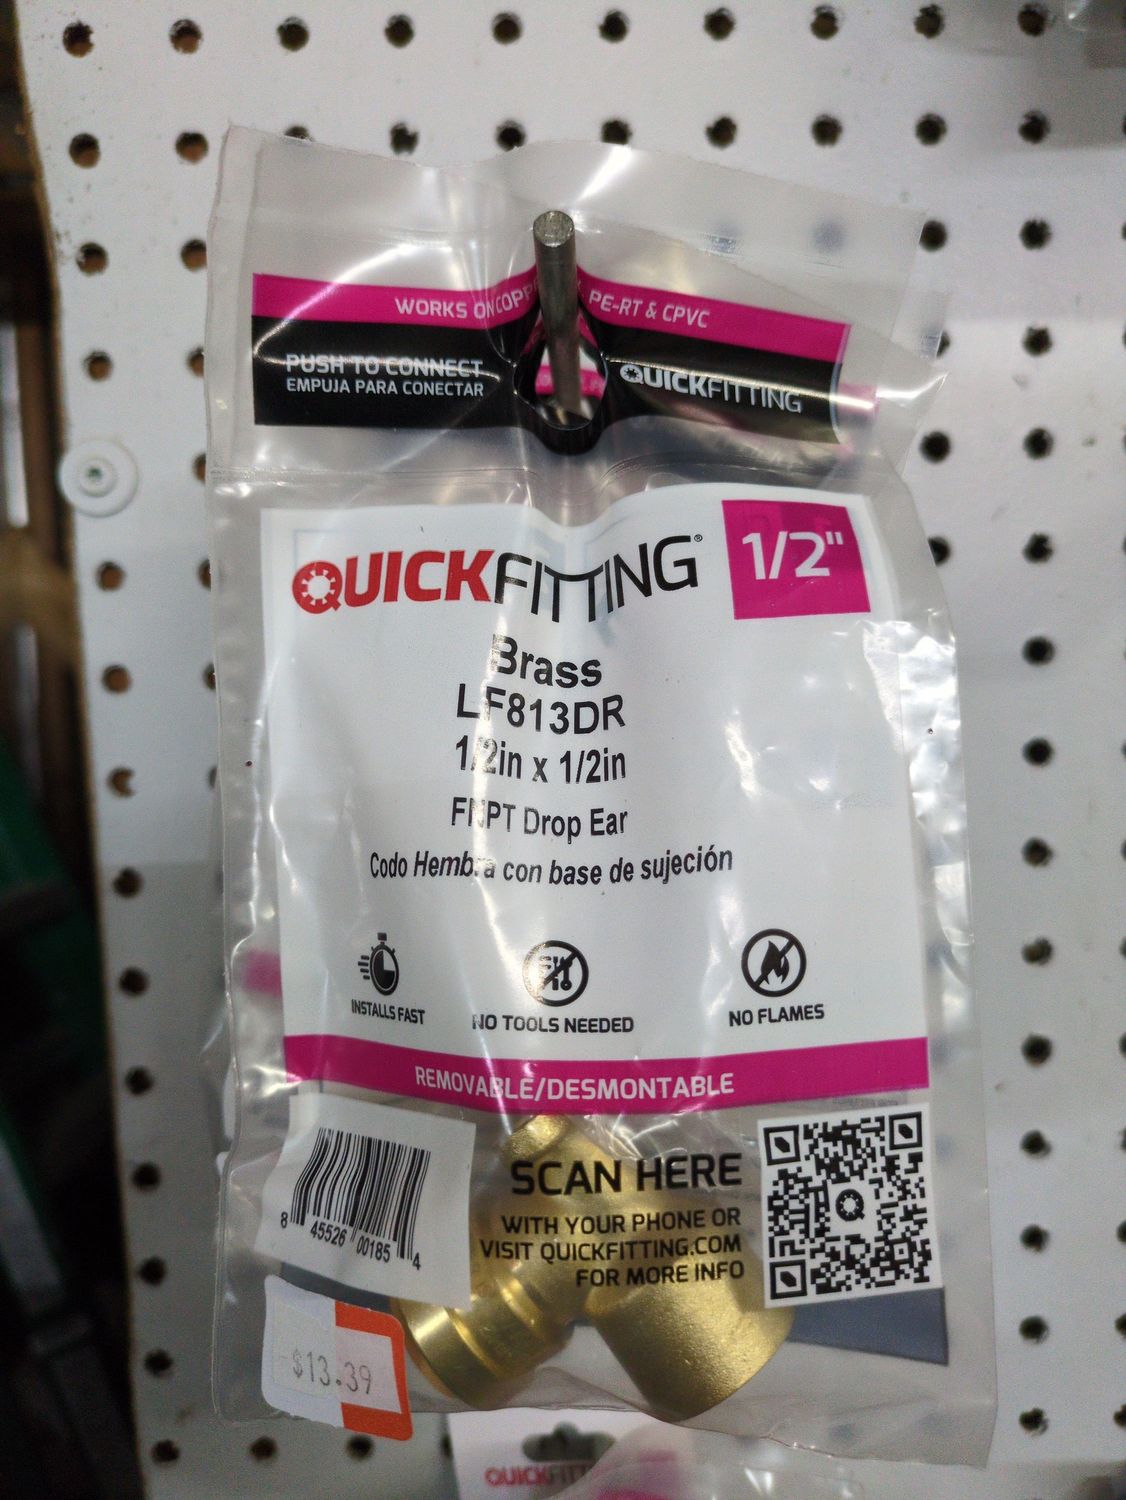 WORKS ON COPP PE-RT & CPVC
PUSH TO CONNECT
EMPUJA PARA CONECTAR
QUICKFITTING
QUICKFITTING®
1/2"
Brass
LF813DR
1/2in x 1/2in
FNPT Drop Ear
Codo Hembra con base de sujeción
INSTALLS FAST
NO TOOLS NEEDED
NO FLAMES
REMOVABLE/DESMONTABLE
SCAN HERE
WITH YOUR PHONE OR
VISIT QUICKFITTING.COM
FOR MORE INFO
8 45526 00185 4
$13.39
QUICKFITT